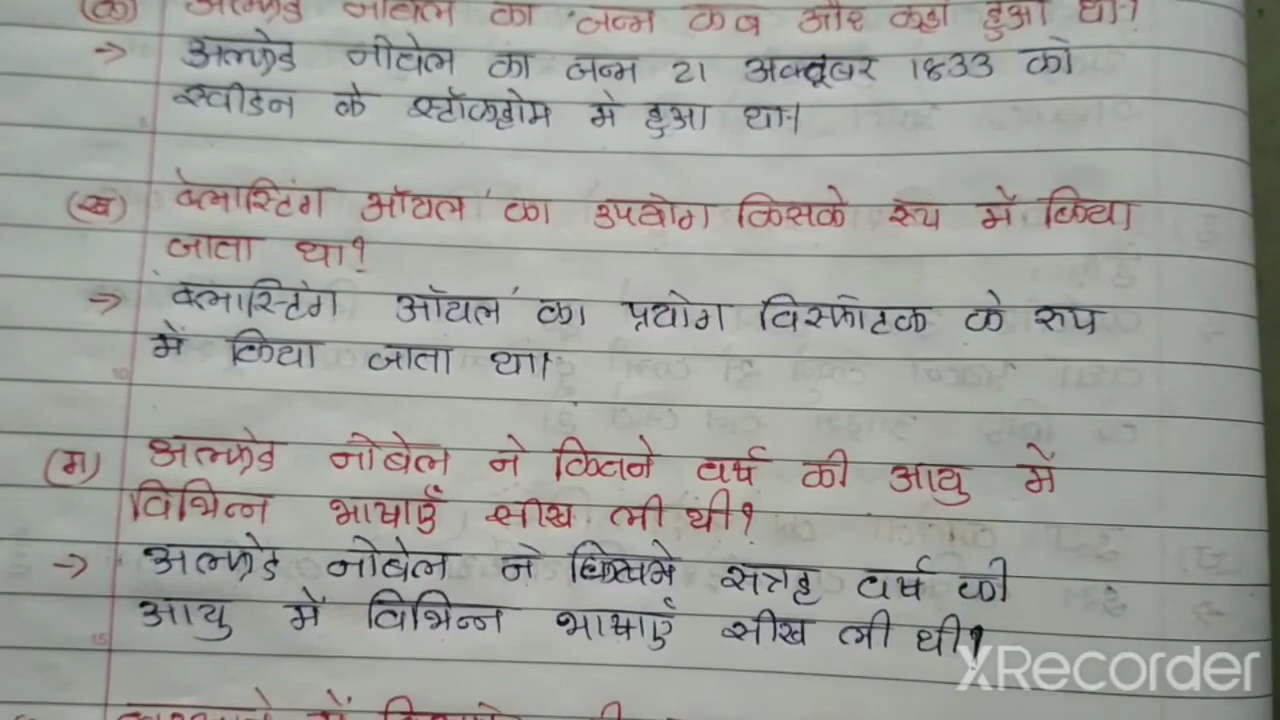 (क) अल्फ्रेड नोबेल का जन्म कब और कहाँ हुआ था?
→ अल्फ्रेड नोबेल का जन्म 21 अक्टूबर 1833 को
स्वीडन के स्टॉकहोम में हुआ था।
(ख) ब्लास्टिंग ऑयल का उपयोग किसके रूप में किया
जाता था?
→ 'ब्लास्टिंग ऑयल' का प्रयोग विस्फोटक के रूप
में किया जाता था।
(ग) अल्फ्रेड नोबेल ने कितने वर्ष की आयु में
विभिन्न भाषाएँ सीख ली थी?
→ अल्फ्रेड नोबेल ने सत्रह वर्ष की
आयु में विभिन्न भाषाएँ सीख ली थी?
XRecorder